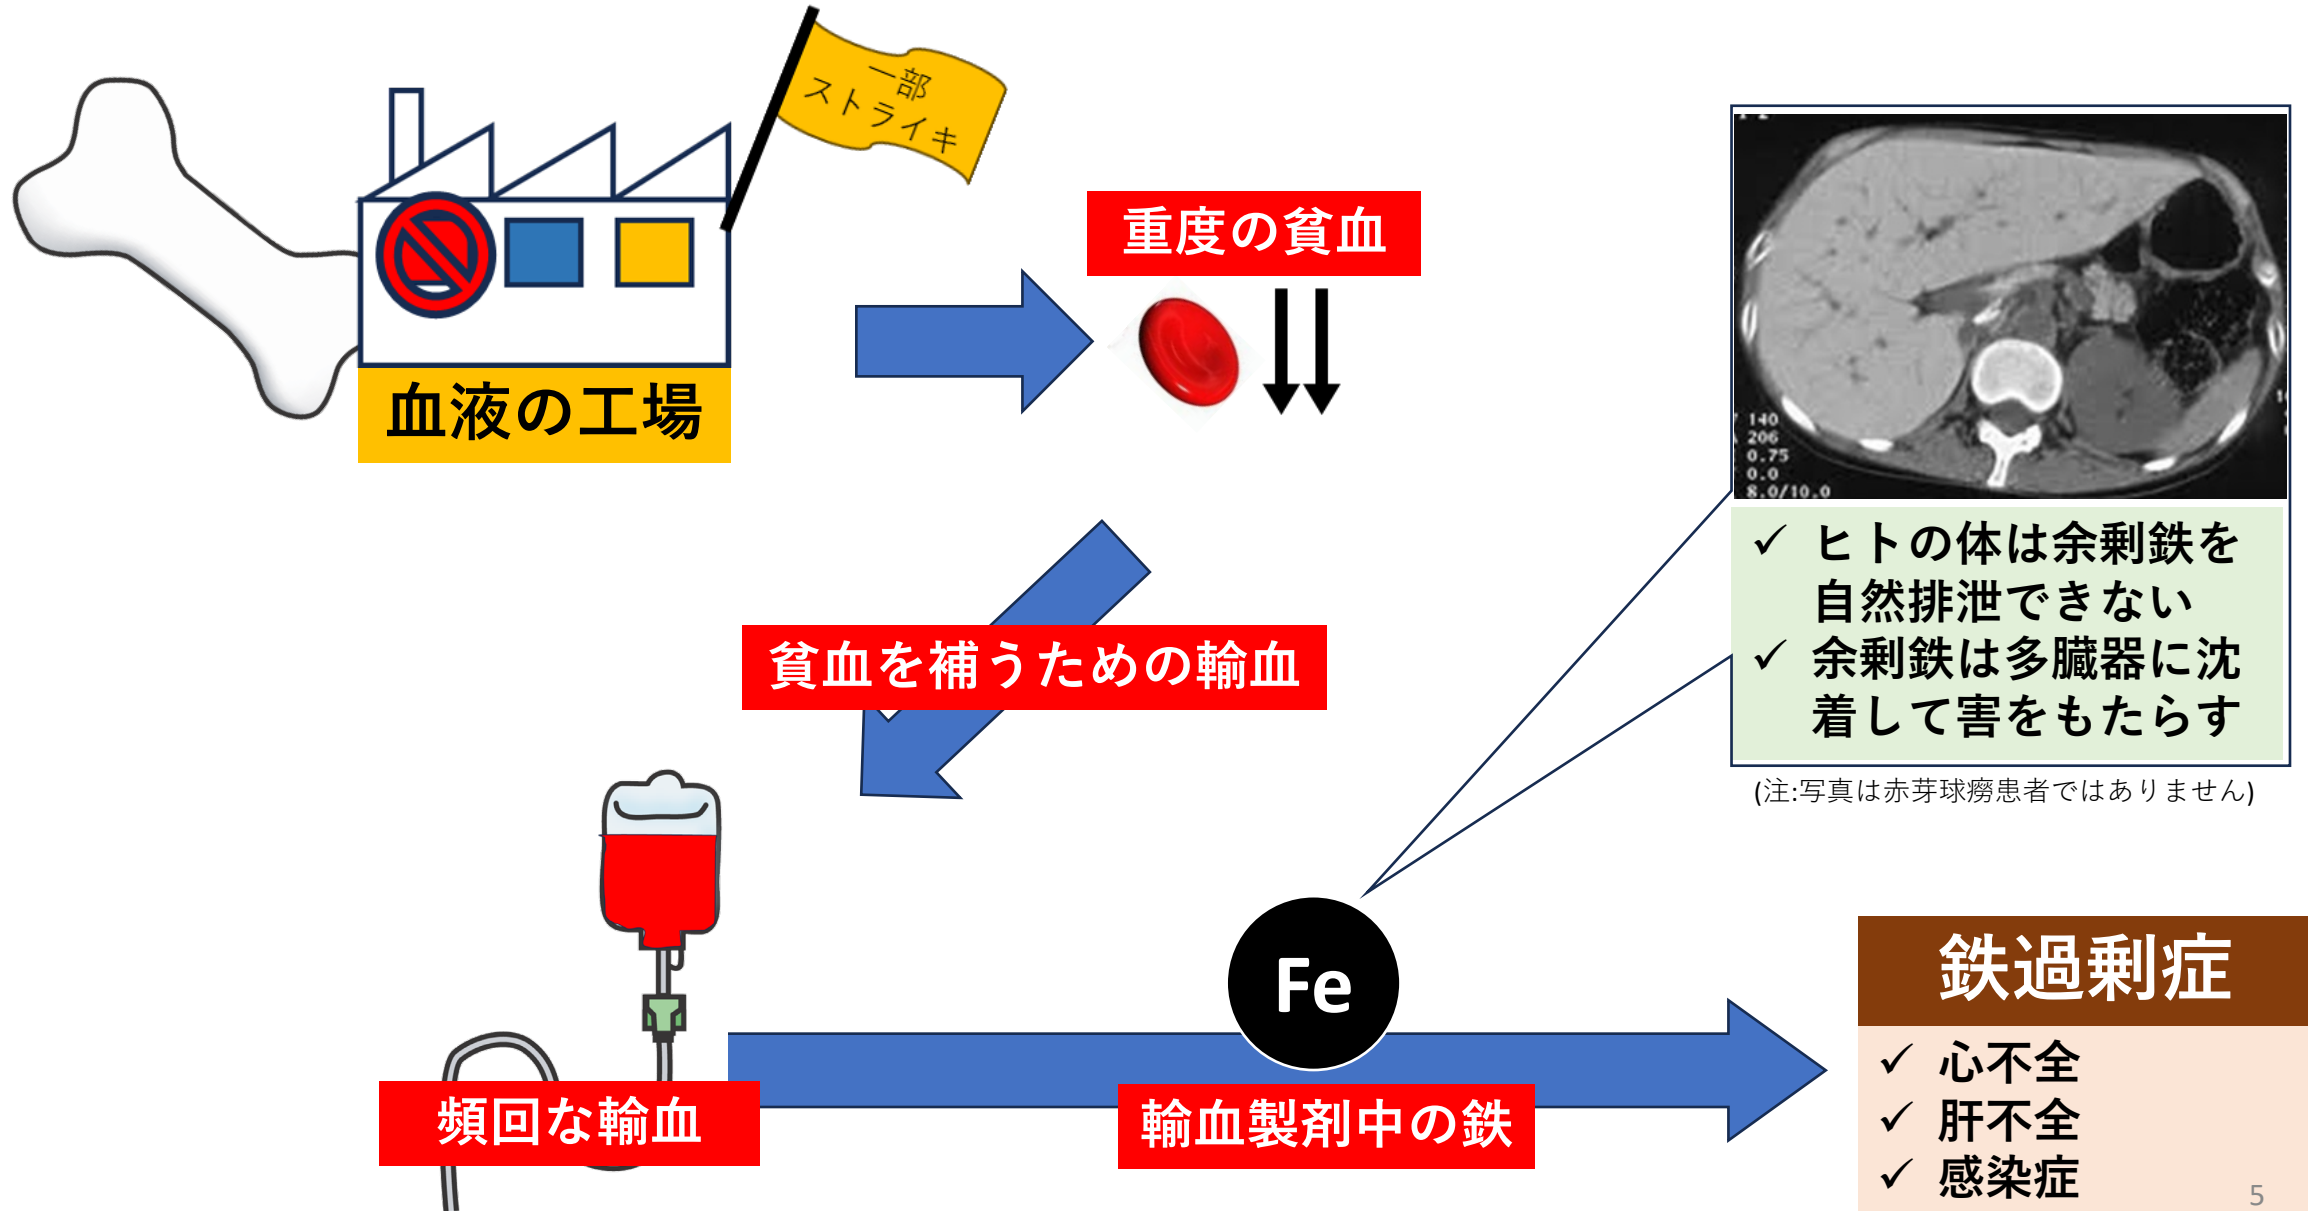 一部
ストライキ
血液の工場
重度の貧血
貧血を補うための輸血
140
206
0.75
0.0
8.0/10.0
✓ ヒトの体は余剰鉄を
自然排泄できない
✓ 余剰鉄は多臓器に沈
着して害をもたらす
(注:写真は赤芽球癆患者ではありません)
頻回な輸血
Fe
輸血製剤中の鉄
鉄過剰症
✓ 心不全
✓ 肝不全
✓ 感染症
5